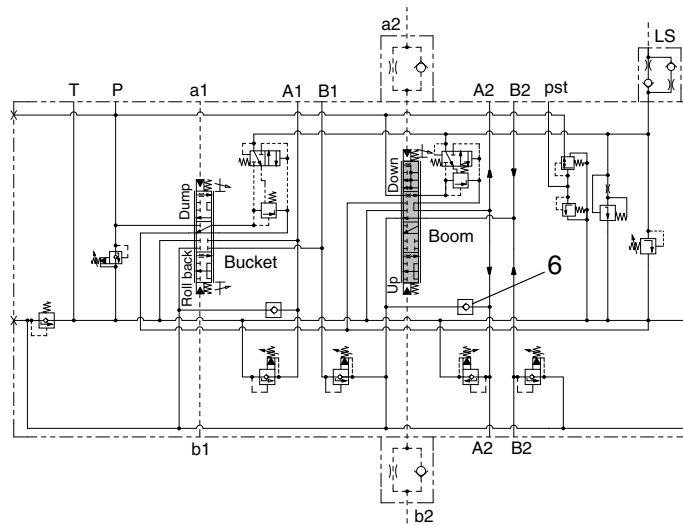 a2
LS
T P a1 A1 B1 A2 B2 pst
Dump
Roll back
Bucket
Down
Up
Boom
6
b1 A2 B2
b2